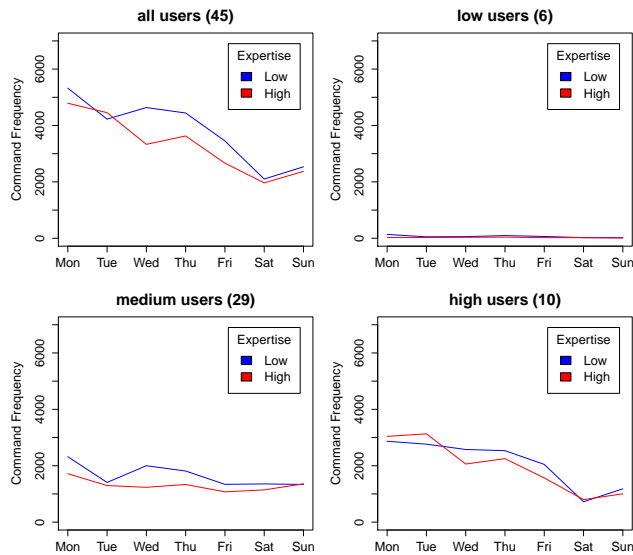 all users (45)
Command Frequency
6000
4000
2000
0
Expertise
Low
High
Mon Tue Wed Thu Fri Sat Sun
low users (6)
Command Frequency
6000
4000
2000
0
Expertise
Low
High
Mon Tue Wed Thu Fri Sat Sun
medium users (29)
Command Frequency
6000
4000
2000
0
Expertise
Low
High
Mon Tue Wed Thu Fri Sat Sun
high users (10)
Command Frequency
6000
4000
2000
0
Expertise
Low
High
Mon Tue Wed Thu Fri Sat Sun